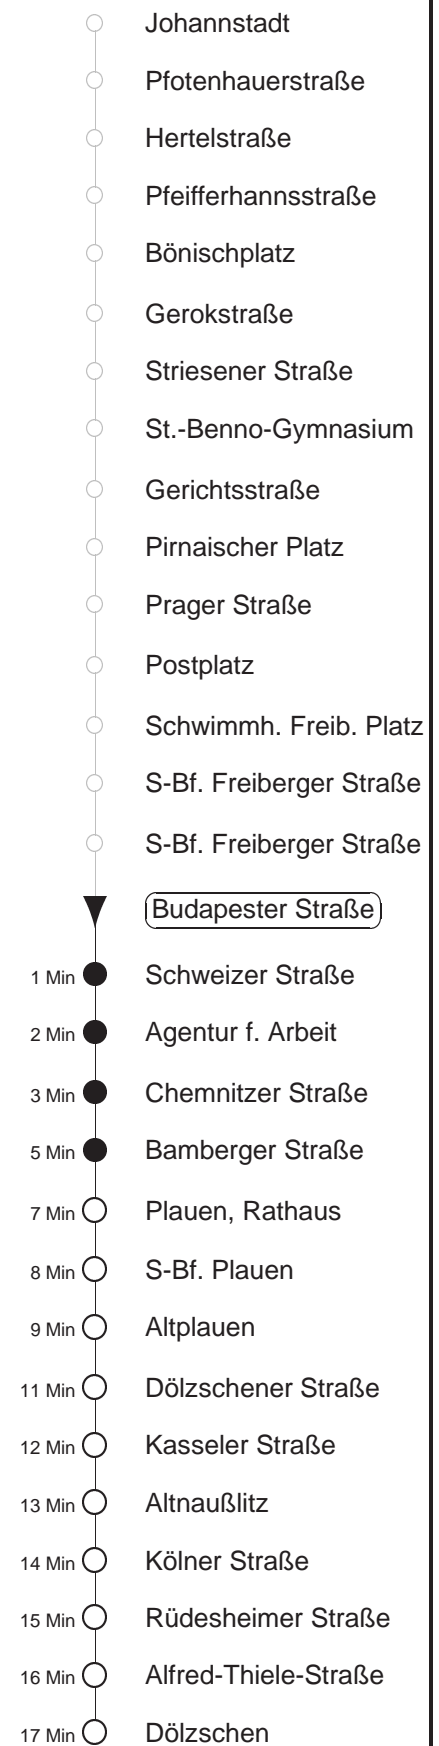 Johannstadt
Pfotenhauerstraße
Hertelstraße
Pfeifferhannsstraße
Bönischplatz
Gerokstraße
Striesener Straße
St.-Benno-Gymnasium
Gerichtsstraße
Pirnaischer Platz
Prager Straße
Postplatz
Schwimmh. Freib. Platz
S-Bf. Freiberger Straße
S-Bf. Freiberger Straße
Budapester Straße
1 Min Schweizer Straße
2 Min Agentur f. Arbeit
3 Min Chemnitzer Straße
5 Min Bamberger Straße
7 Min Plauen, Rathaus
8 Min S-Bf. Plauen
9 Min Altplauen
11 Min Dölzschener Straße
12 Min Kasseler Straße
13 Min Altnaußlitz
14 Min Kölner Straße
15 Min Rüdesheimer Straße
16 Min Alfred-Thiele-Straße
17 Min Dölzschen